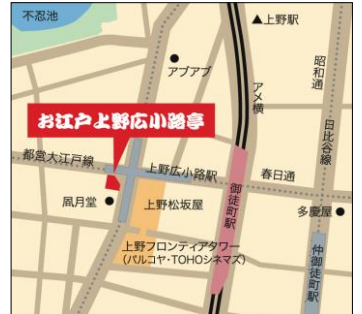 不忍池
▲上野駅
アブアブ
アメ横
昭和通
日比谷線
お江戸上野広小路亭
都営大江戸線
上野広小路駅
春日通
御徒町駅
凮月堂
上野松坂屋
多慶屋
上野フロンティアタワー
(パルコヤ・TOHOシネマズ)
仲御徒町駅